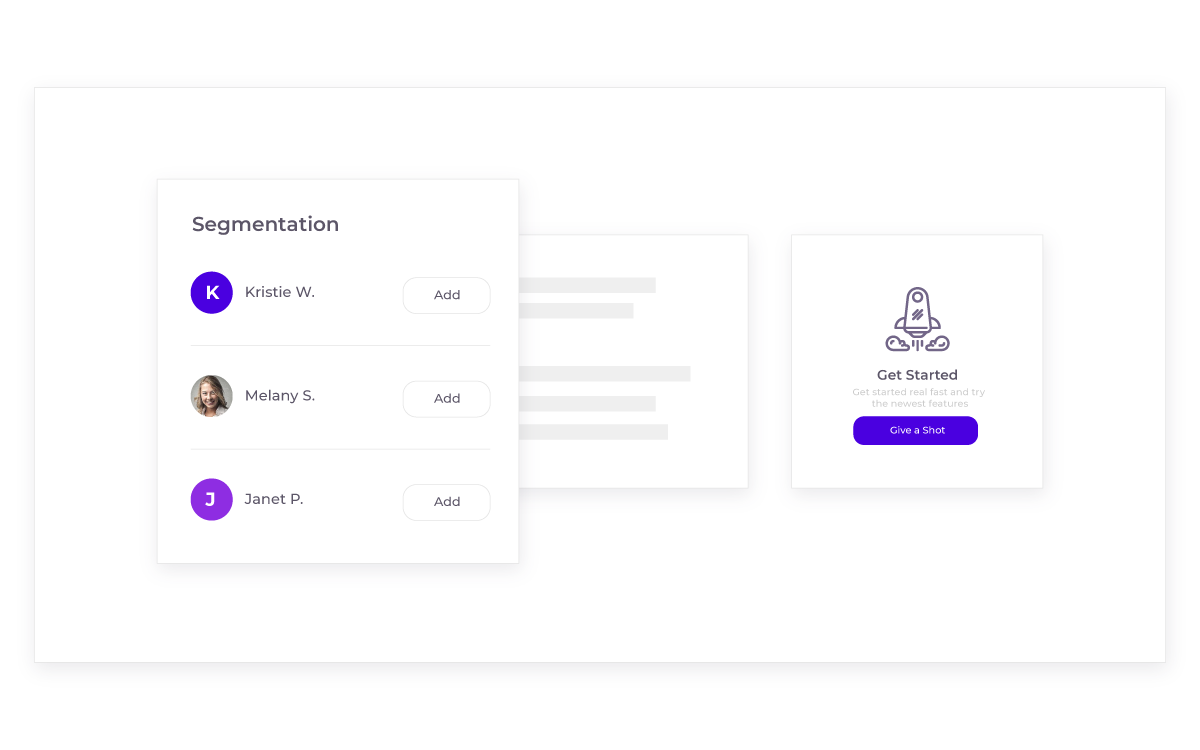 Segmentation
K
Kristie W.
Add
Melany S.
Add
J
Janet P.
Add
Get Started
Get started real fast and try
the newest features
Give a Shot